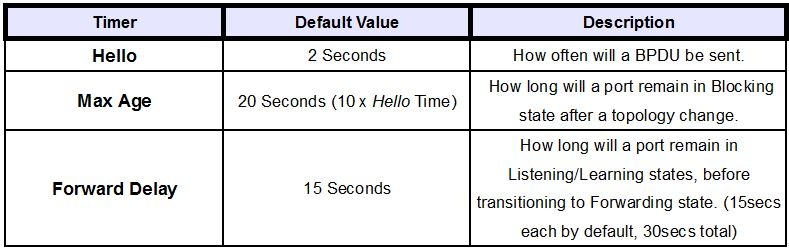 Timer Default Value Description
Hello 2 Seconds How often will a BPDU be sent.
Max Age 20 Seconds (10 x Hello Time) How long will a port remain in Blocking
state after a topology change.
Forward Delay 15 Seconds How long will a port remain in
Listening/Learning states, before
transitioning to Forwarding state. (15secs
each by default, 30secs total)